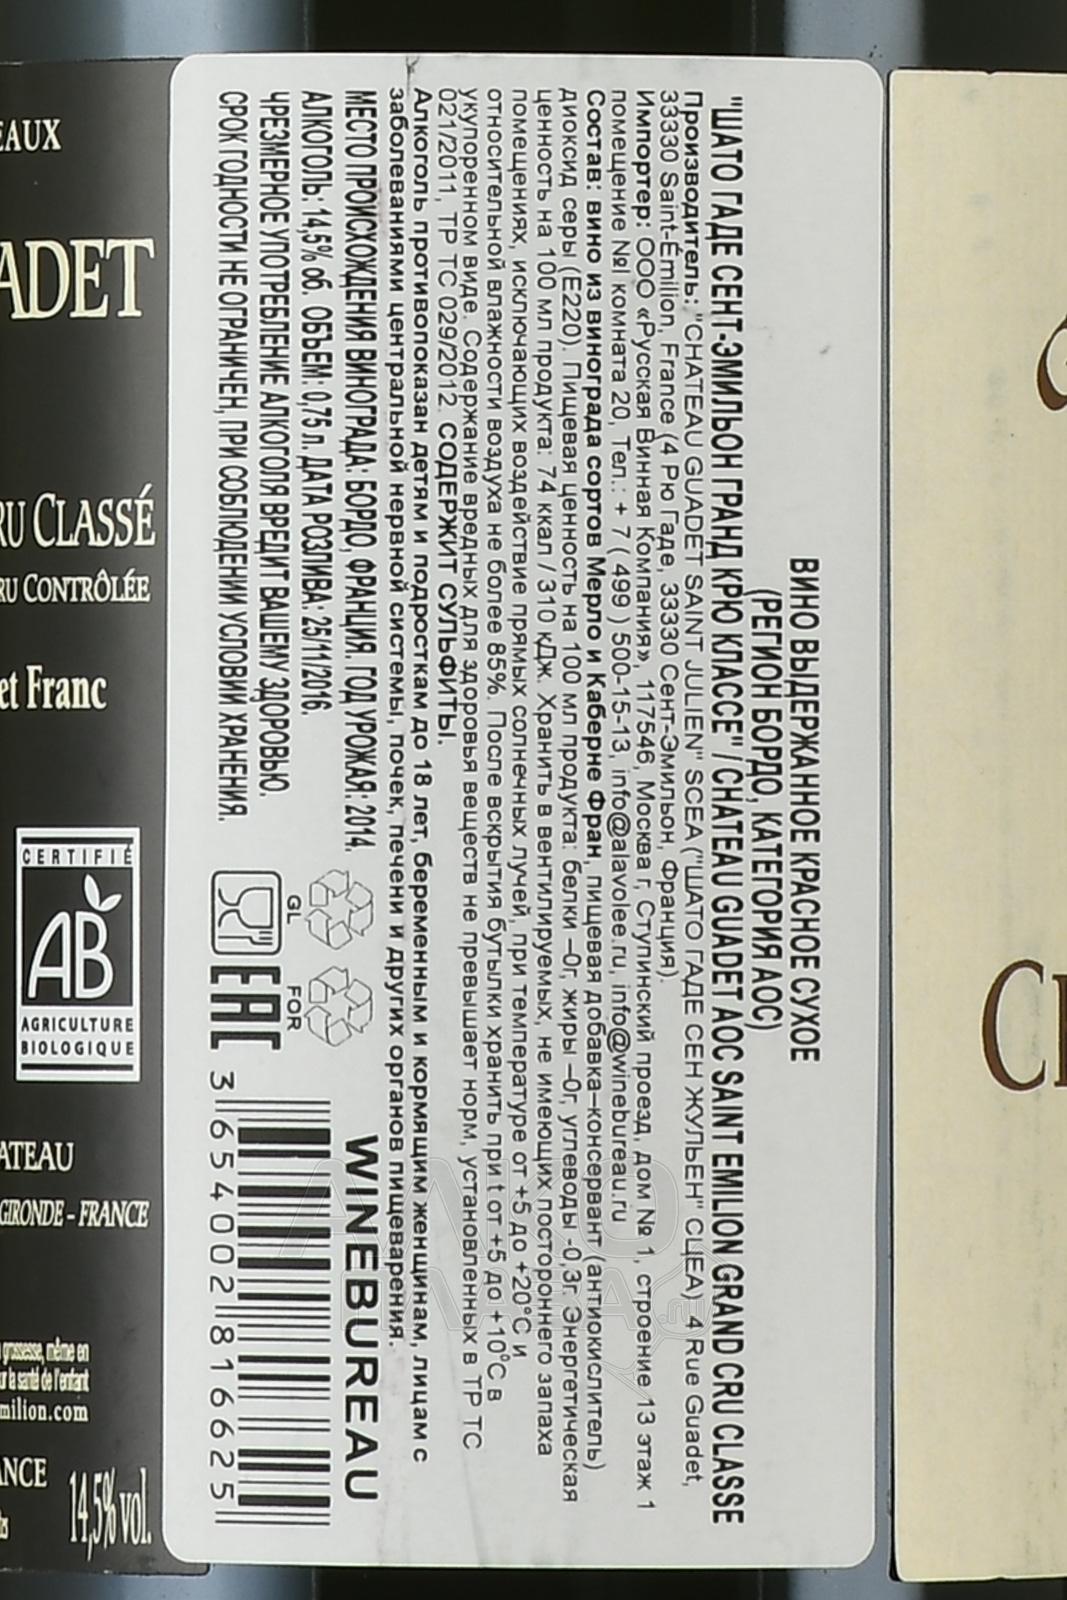 ВИНО ВЫДЕРЖАННОЕ КРАСНОЕ СУХОЕ
(РЕГИОН БОРДО, КАТЕГОРИЯ АОС)
"ШАТО ГАДЕ СЕНТ-ЭМИЛЬОН ГРАНД КРЮ КЛАССЕ" / CHATEAU GUADET AOC SAINT EMILION GRAND CRU CLASSE
Производитель: "CHATEAU GUADET SAINT JULIEN" SCEA ("ШАТО ГАДЕ СЕН ЖУЛЬЕН" СЦЕА) , 4 Rue Guadet,
33330 Saint-Émilion, France (4 Рю Гаде, 33330 Сент-Эмильон, Франция).
Импортер: ООО «Русская Винная Компания», 117546, Москва г, Ступинский проезд, дом № 1, строение 13 этаж 1
помещение №I комната 20, Тел.: + 7 ( 499 ) 500-15-13, info@alavolee.ru, info@winebureau.ru
Состав: вино из винограда сортов Мерло и Каберне Фран, пищевая добавка–консервант (антиокислитель)
диоксид серы (Е220). Пищевая ценность на 100 мл продукта: белки –0г, жиры –0г, углеводы -0,3г. Энергетическая
ценность на 100 мл продукта: 74 ккал / 310 кДж. Хранить в вентилируемых, не имеющих постороннего запаха
помещениях, исключающих воздействие прямых солнечных лучей, при температуре от +5 до +20°С и
относительной влажности воздуха не более 85%. После вскрытия бутылки хранить при t от +5 до +10°С в
укупоренном виде. Содержание вредных для здоровья веществ не превышает норм, установленных в ТР ТС
021/2011, ТР ТС 029/2012. СОДЕРЖИТ СУЛЬФИТЫ.
Алкоголь противопоказан детям и подросткам до 18 лет, беременным и кормящим женщинам, лицам с
заболеваниями центральной нервной системы, почек, печени и других органов пищеварения.
МЕСТО ПРОИСХОЖДЕНИЯ ВИНОГРАДА: БОРДО, ФРАНЦИЯ. ГОД УРОЖАЯ: 2014.
АЛКОГОЛЬ: 14,5% об. ОБЪЕМ: 0,75 л. ДАТА РОЗЛИВА: 25/11/2016.
ЧРЕЗМЕРНОЕ УПОТРЕБЛЕНИЕ АЛКОГОЛЯ ВРЕДИТ ВАШЕМУ ЗДОРОВЬЮ.
СРОК ГОДНОСТИ НЕ ОГРАНИЧЕН, ПРИ СОБЛЮДЕНИИ УСЛОВИЙ ХРАНЕНИЯ.
GL
FOR
EAC
WINEBUREAU
3 654002 816625
EAUX
ADET
RU CLASSÉ
RU CONTRÔLÉE
et Franc
CERTIFIÉ
AB
AGRICULTURE
BIOLOGIQUE
ATEAU
GIRONDE - FRANCE
grossesse, même en
sur la santé de l'enfant
milion.com
ANCE
14,5% vol.